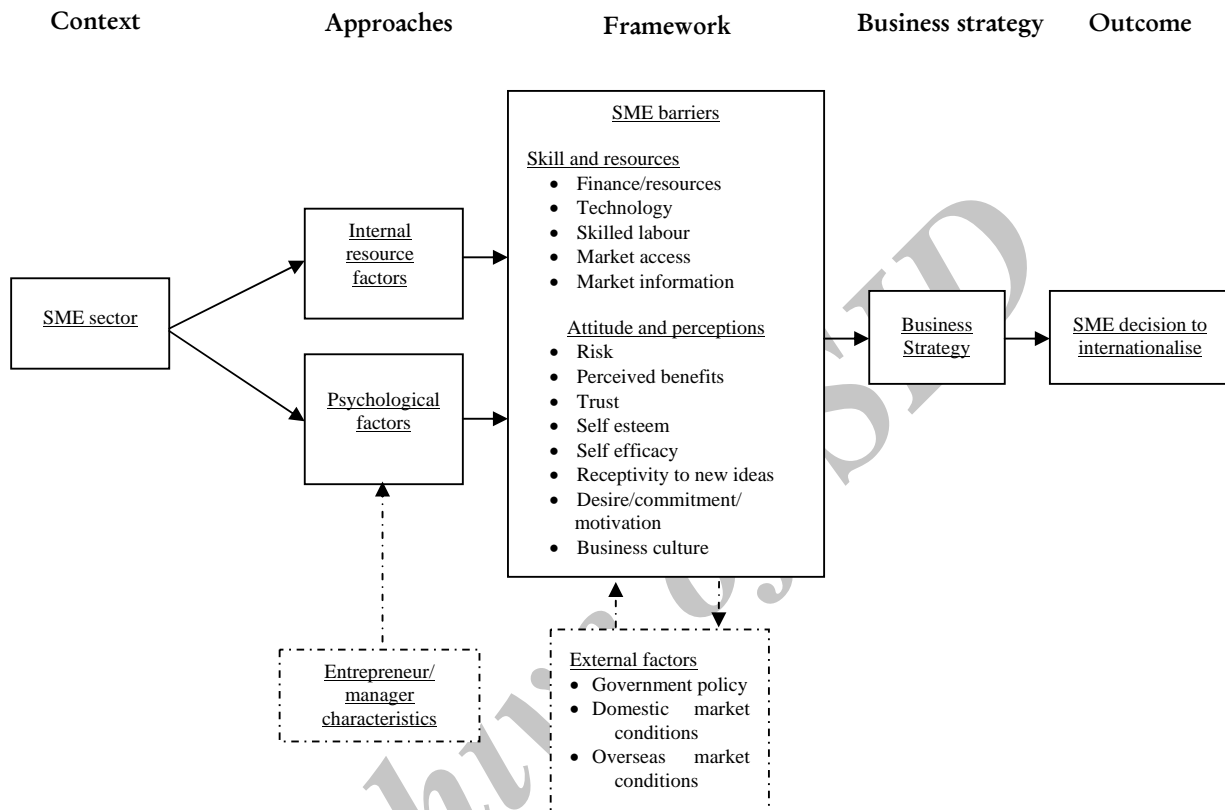 Context Approaches Framework Business strategy Outcome
SME sector
Internal
resource
factors
Psychological
factors
Entrepreneur/
manager
characteristics
SME barriers
Skill and resources
• Finance/resources
• Technology
• Skilled labour
• Market access
• Market information
Attitude and perceptions
• Risk
• Perceived benefits
• Trust
• Self esteem
• Self efficacy
• Receptivity to new ideas
• Desire/commitment/
motivation
• Business culture
External factors
• Government policy
• Domestic market
conditions
• Overseas market
conditions
Business
Strategy
SME decision to
internationalise